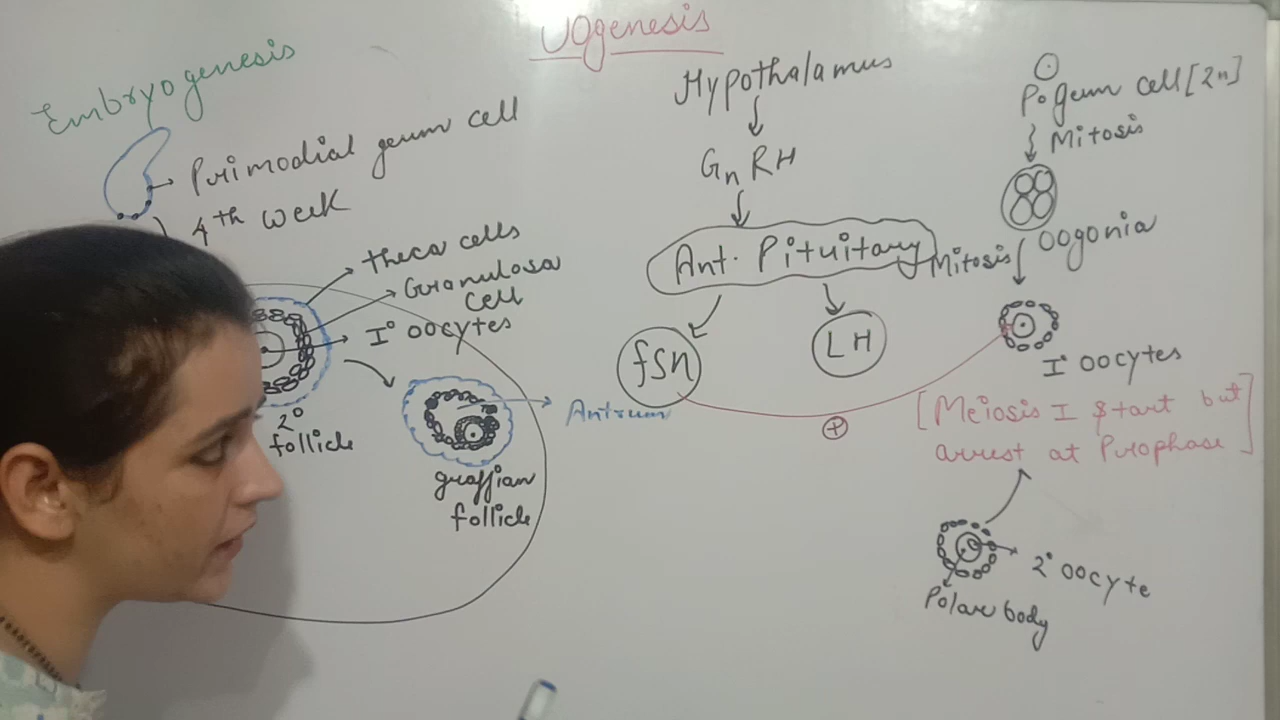 Oogenesis
Embryogenesis
Primodial germ cell
4th week
theca cells
Granulosa
cell
I° oocytes
2°
follicle
Antrum
graffian
follicle
Hypothalamus
GnRH
Ant. Pituitary
fSh
LH
+
P°germ cell [2n]
Mitosis
Oogonia
Mitosis
I° oocytes
[Meiosis I start but
arrest at Prophase]
2° oocyte
Polar body